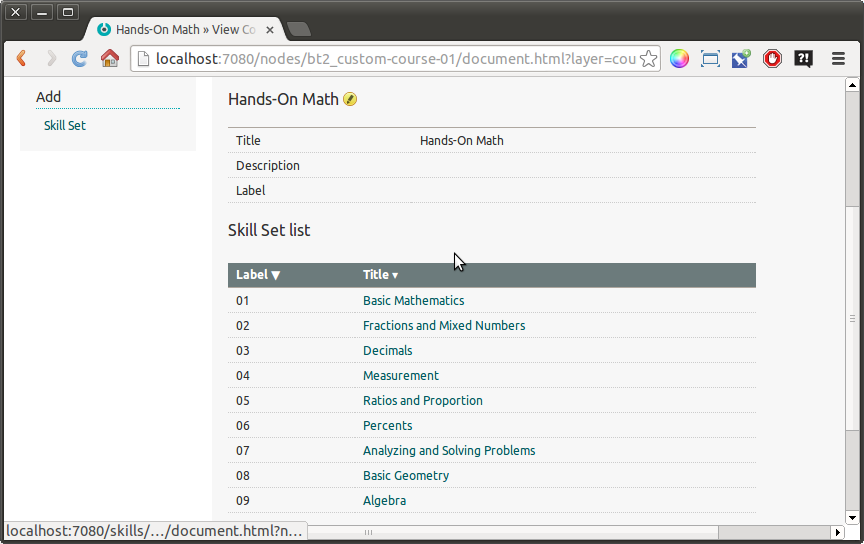 Hands-On Math » View Co
localhost:7080/nodes/bt2_custom-course-01/document.html?layer=cou
?!
Add
Skill Set
Hands-On Math
Title Hands-On Math
Description
Label
Skill Set list
Label ▼ Title ▾
01 Basic Mathematics
02 Fractions and Mixed Numbers
03 Decimals
04 Measurement
05 Ratios and Proportion
06 Percents
07 Analyzing and Solving Problems
08 Basic Geometry
09 Algebra
localhost:7080/skills/…/document.html?n…